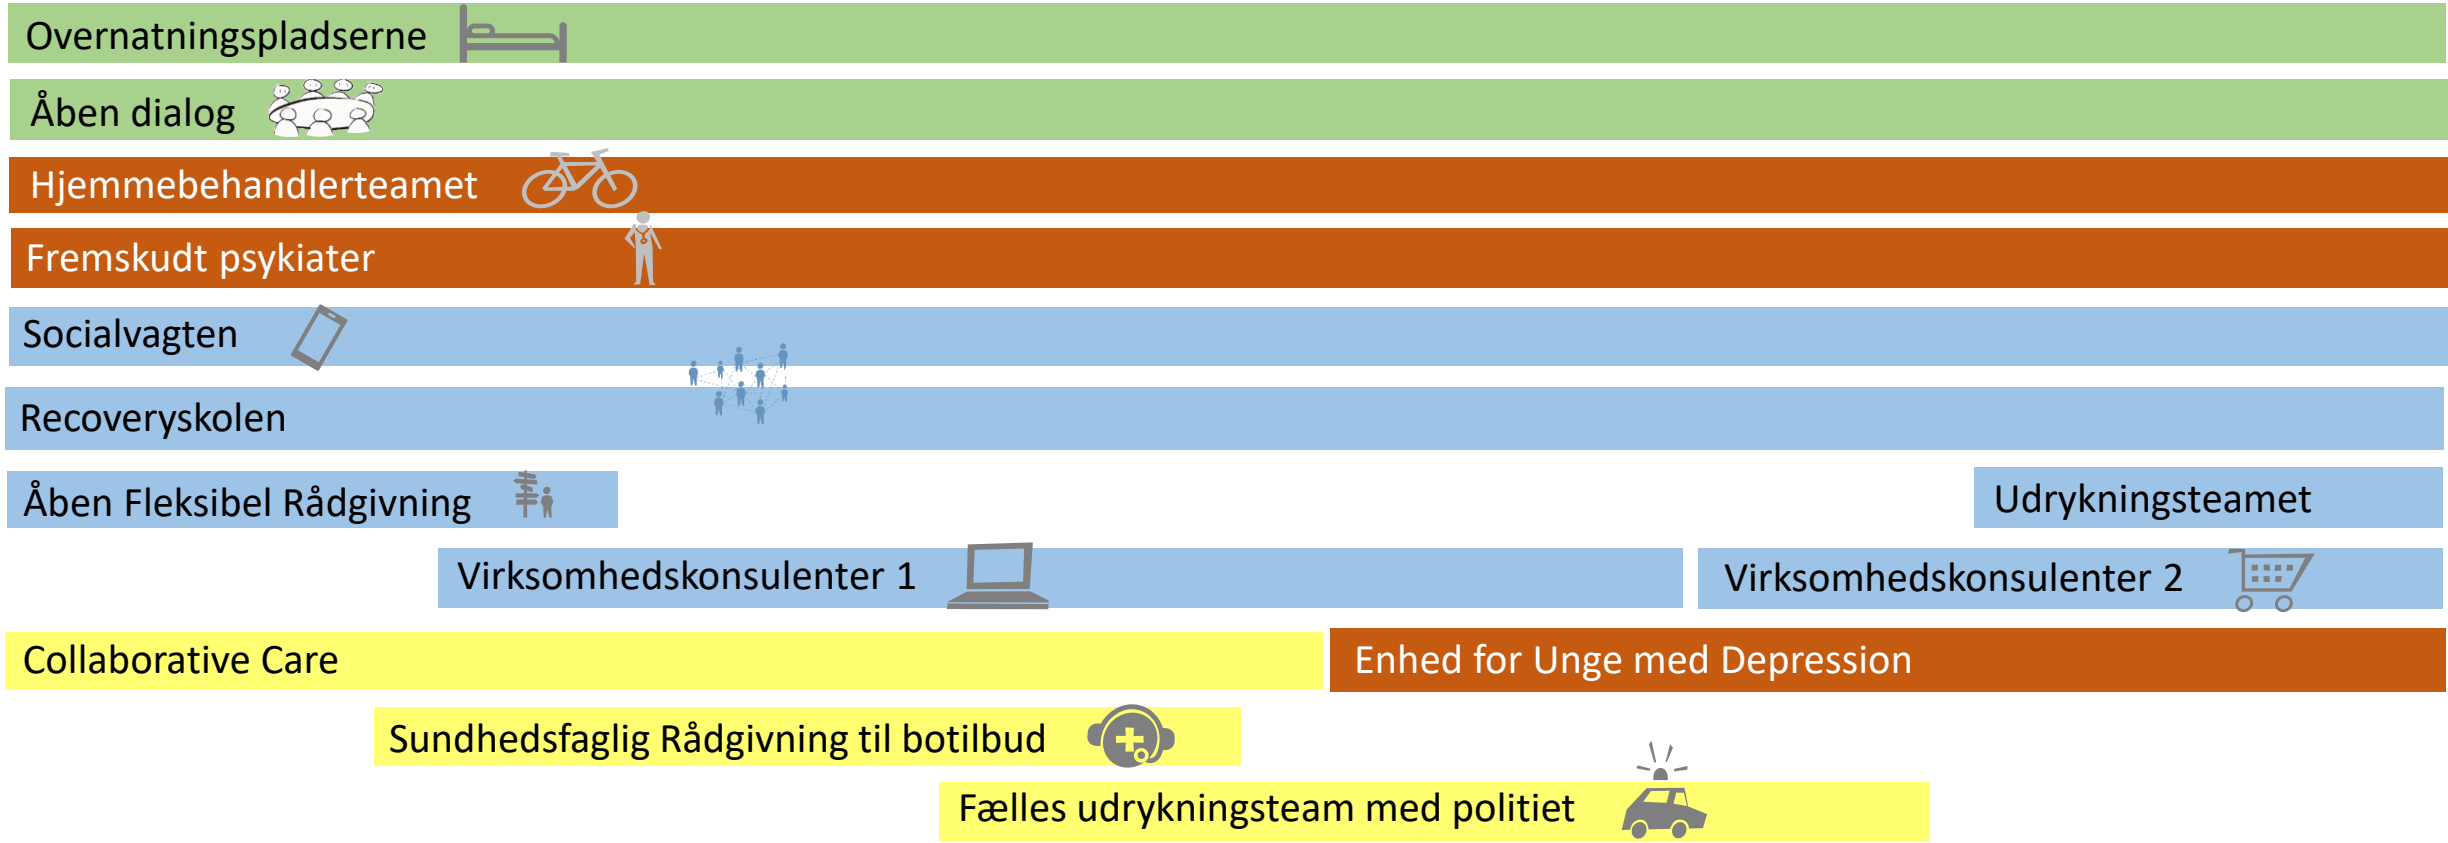 Overnatningspladserne
Åben dialog
Hjemmebehandlerteamet
Fremskudt psykiater
Socialvagten
Recoveryskolen
Åben Fleksibel Rådgivning
Udrykningsteamet
Virksomhedskonsulenter 1
Virksomhedskonsulenter 2
Collaborative Care
Enhed for Unge med Depression
Sundhedsfaglig Rådgivning til botilbud
Fælles udrykningsteam med politiet